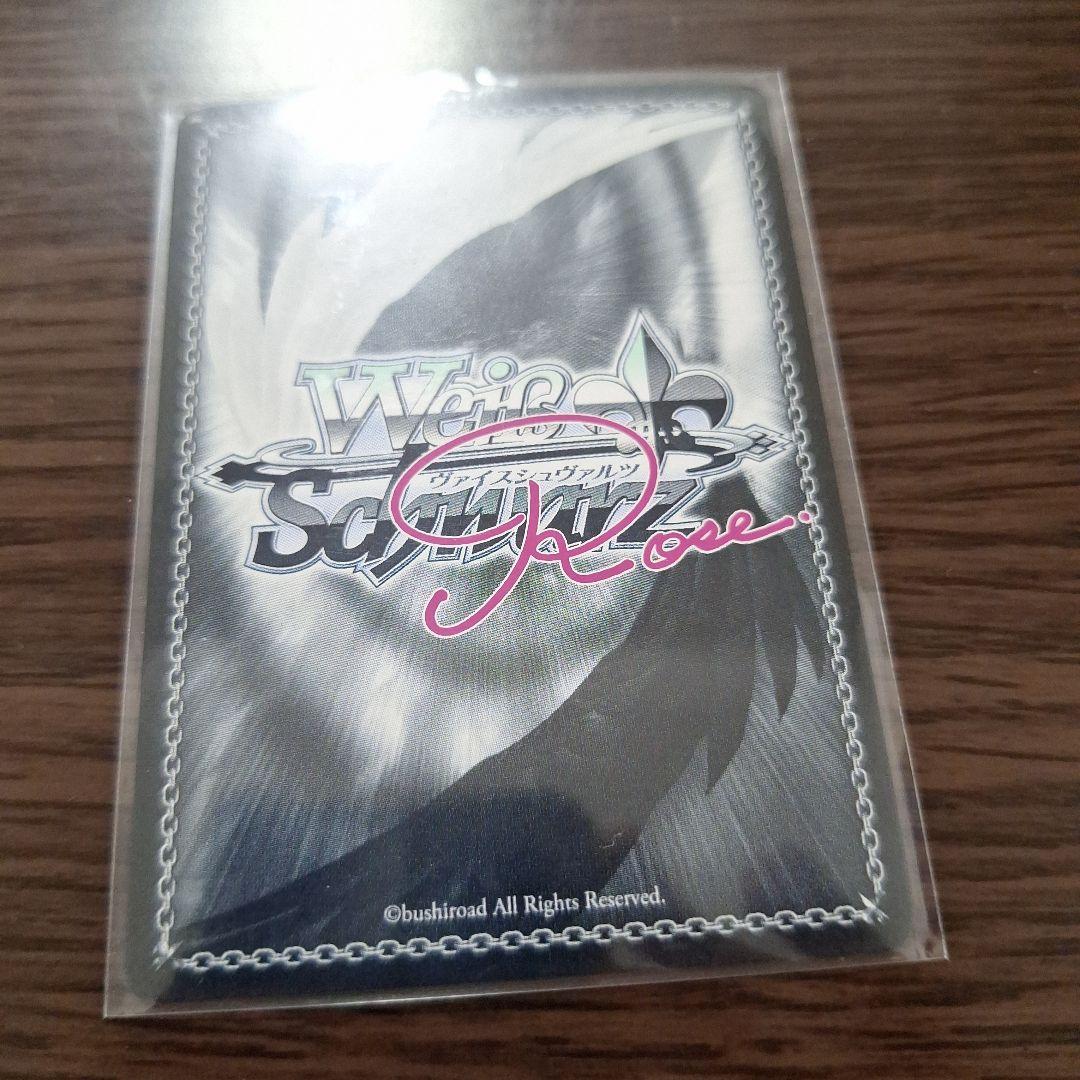 Weiß
ヴァイスシュヴァルツ
Schwarz
Rose.
©bushiroad All Rights Reserved.